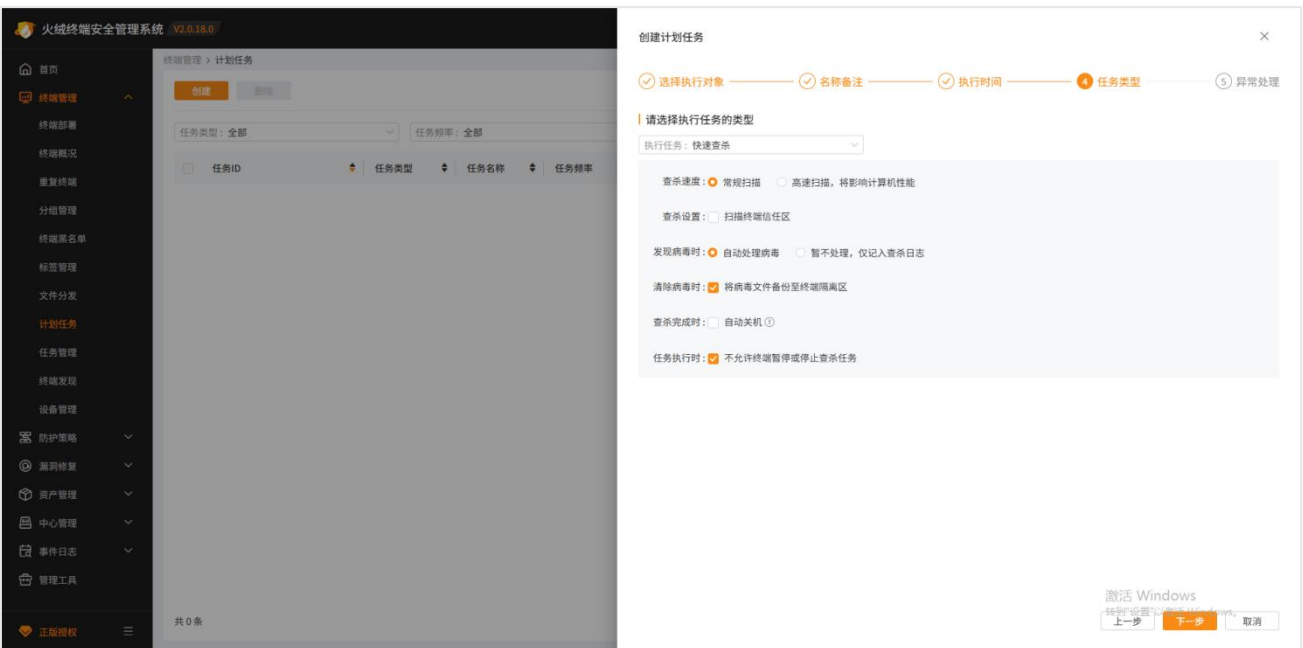 火绒终端安全管理系统 V2.0.18.0
首页
终端管理
终端部署
终端概况
重复终端
分组管理
终端黑名单
标签管理
文件分发
计划任务
任务管理
终端发现
设备管理
防护策略
漏洞修复
资产管理
中心管理
事件日志
管理工具
正版授权
终端管理 > 计划任务
创建 删除
任务类型: 全部 任务频率: 全部
任务ID 任务类型 任务名称 任务频率
共 0 条
创建计划任务
选择执行对象 名称备注 执行时间 4 任务类型 5 异常处理
请选择执行任务的类型
执行任务: 快速查杀
查杀速度: 常规扫描 高速扫描，将影响计算机性能
查杀设置: 扫描终端信任区
发现病毒时: 自动处理病毒 暂不处理，仅记入查杀日志
清除病毒时: 将病毒文件备份至终端隔离区
查杀完成时: 自动关机
任务执行时: 不允许终端暂停或停止查杀任务
激活 Windows
转到"设置"以激活 Windows。
上一步 下一步 取消